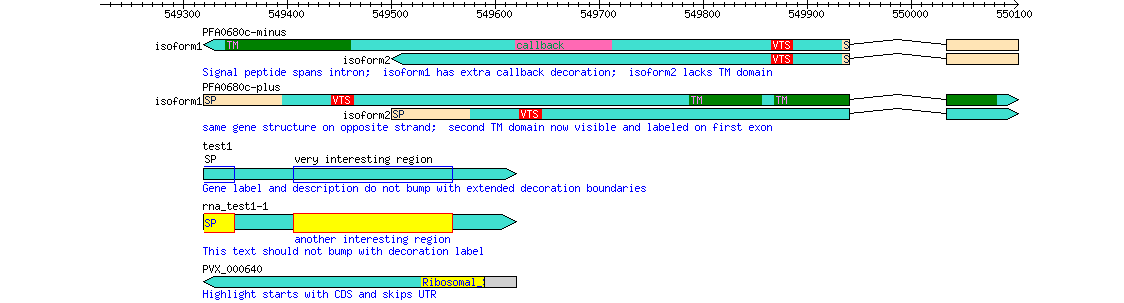 549300 549400 549500 549600 549700 549800 549900 550000 550100
PFA0680c-minus
isoform1 TM callback VTS S
isoform2 VTS S
Signal peptide spans intron; isoform1 has extra callback decoration; isoform2 lacks TM domain
PFA0680c-plus
isoform1 SP VTS TM TM
isoform2 SP VTS
same gene structure on opposite strand; second TM domain now visible and labeled on first exon
test1
SP very interesting region
Gene label and description do not bump with extended decoration boundaries
rna_test1-1
SP
another interesting region
This text should not bump with decoration label
PVX_000640
Ribosomal_
Highlight starts with CDS and skips UTR